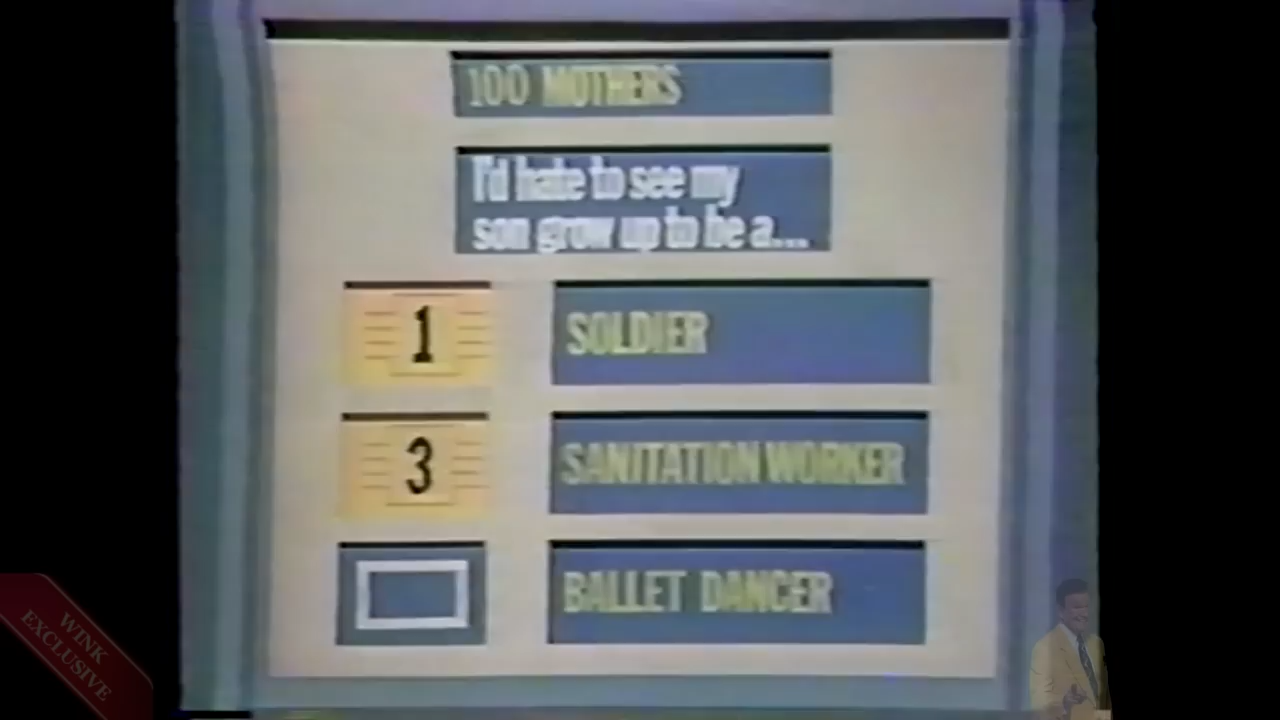 100 MOTHERS
I'd hate to see my
son grow up to be a...
1
SOLDIER
3
SANITATION WORKER
BALLET DANCER
WINK
EXCLUSIVE